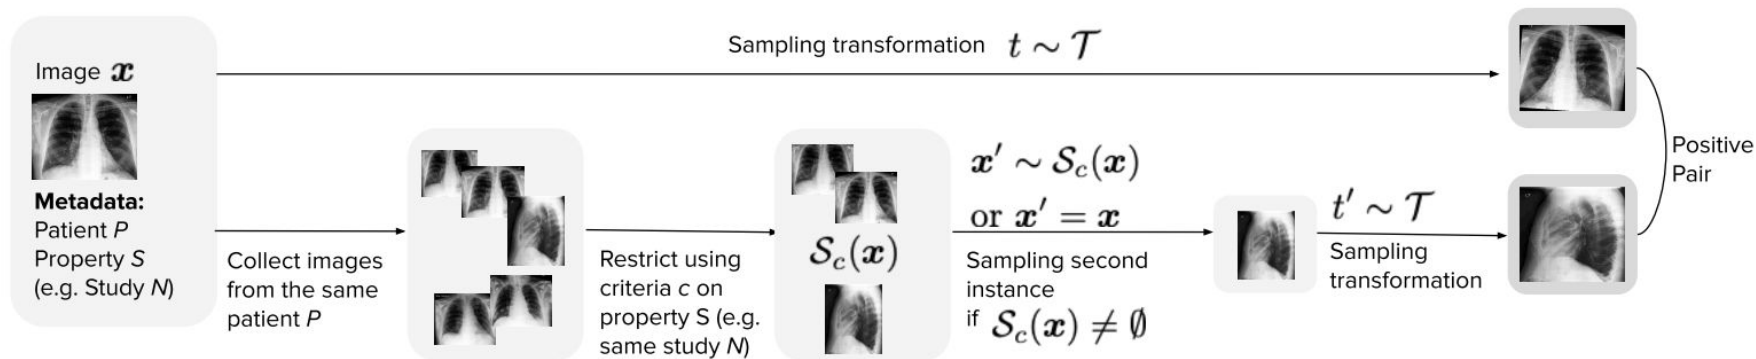 Image 𝒙
Metadata:
Patient P
Property S
(e.g. Study N)
Sampling transformation t ∼ 𝒯
Collect images
from the same
patient P
Restrict using
criteria c on
property S (e.g.
same study N)
𝒮c(𝒙)
𝒙′ ∼ 𝒮c(𝒙)
or 𝒙′ = 𝒙
Sampling second
instance
if 𝒮c(𝒙) ≠ ∅
t′ ∼ 𝒯
Sampling
transformation
Positive
Pair